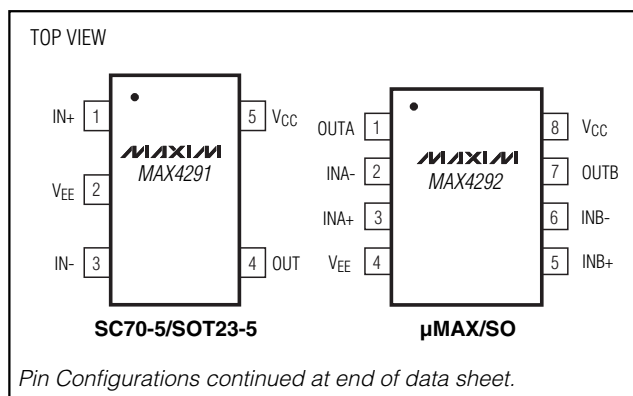 TOP VIEW
IN+ 1
5 VCC
MAXIM
MAX4291
VEE 2
IN- 3
4 OUT
SC70-5/SOT23-5
OUTA 1
8 VCC
MAXIM
MAX4292
INA- 2
7 OUTB
INA+ 3
6 INB-
VEE 4
5 INB+
µMAX/SO
Pin Configurations continued at end of data sheet.